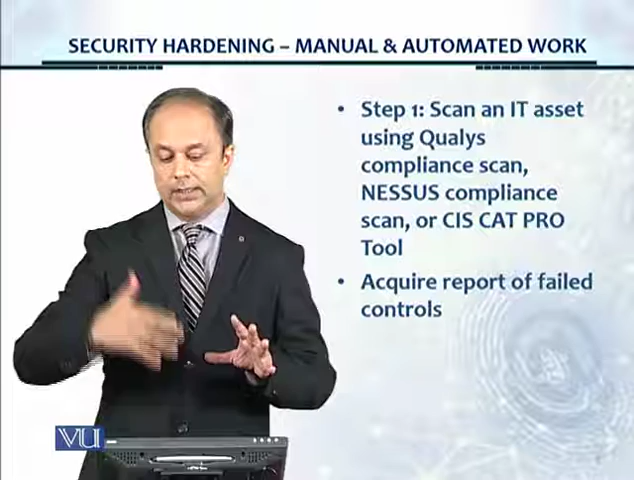 SECURITY HARDENING – MANUAL & AUTOMATED WORK
• Step 1: Scan an IT asset
using Qualys
compliance scan,
NESSUS compliance
scan, or CIS CAT PRO
Tool
• Acquire report of failed
controls
VU